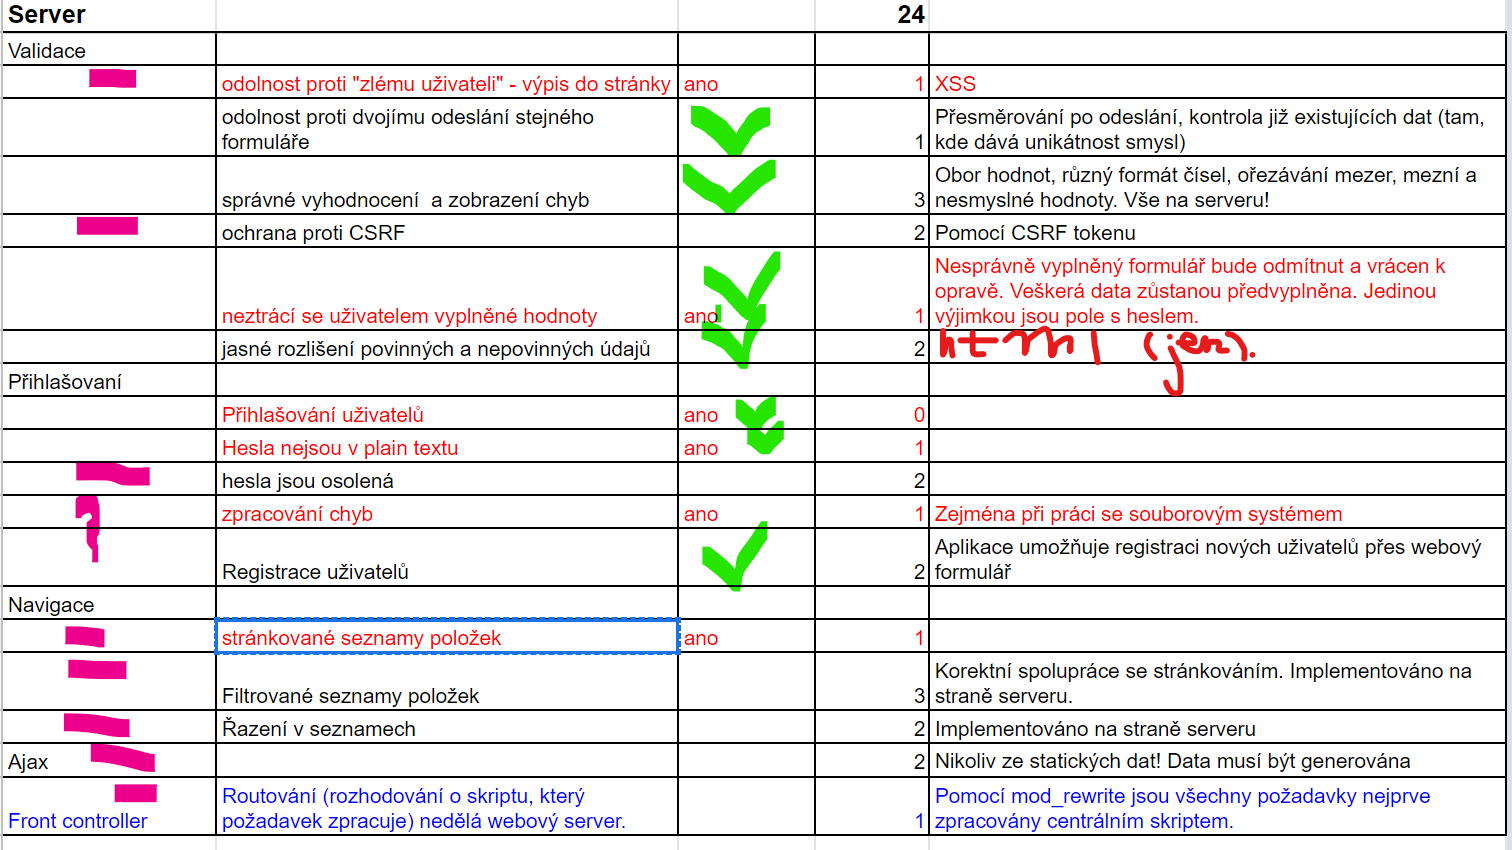 Server 24
Validace
odolnost proti "zlému uživateli" - výpis do stránky ano 1 XSS
odolnost proti dvojímu odeslání stejného
formuláře 1
Přesměrování po odeslání, kontrola již existujících dat (tam,
kde dává unikátnost smysl)
správné vyhodnocení  a zobrazení chyb 3
Obor hodnot, různý formát čísel, ořezávání mezer, mezní a
nesmyslné hodnoty. Vše na serveru!
ochrana proti CSRF 2 Pomocí CSRF tokenu
neztrácí se uživatelem vyplněné hodnoty ano 1
Nesprávně vyplněný formulář bude odmítnut a vrácen k
opravě. Veškerá data zůstanou předvyplněna. Jedinou
výjimkou jsou pole s heslem.
jasné rozlišení povinných a nepovinných údajů 2 html (jen).
Přihlašovaní
Přihlašování uživatelů ano 0
Hesla nejsou v plain textu ano 1
hesla jsou osolená 2
? zpracování chyb ano 1 Zejména při práci se souborovým systémem
Registrace uživatelů 2
Aplikace umožňuje registraci nových uživatelů přes webový
formulář
Navigace
stránkované seznamy položek ano 1
Filtrované seznamy položek 3
Korektní spolupráce se stránkováním. Implementováno na
straně serveru.
Řazení v seznamech 2 Implementováno na straně serveru
Ajax 2 Nikoliv ze statických dat! Data musí být generována
Front controller
Routování (rozhodování o skriptu, který
požadavek zpracuje) nedělá webový server. 1
Pomocí mod_rewrite jsou všechny požadavky nejprve
zpracovány centrálním skriptem.